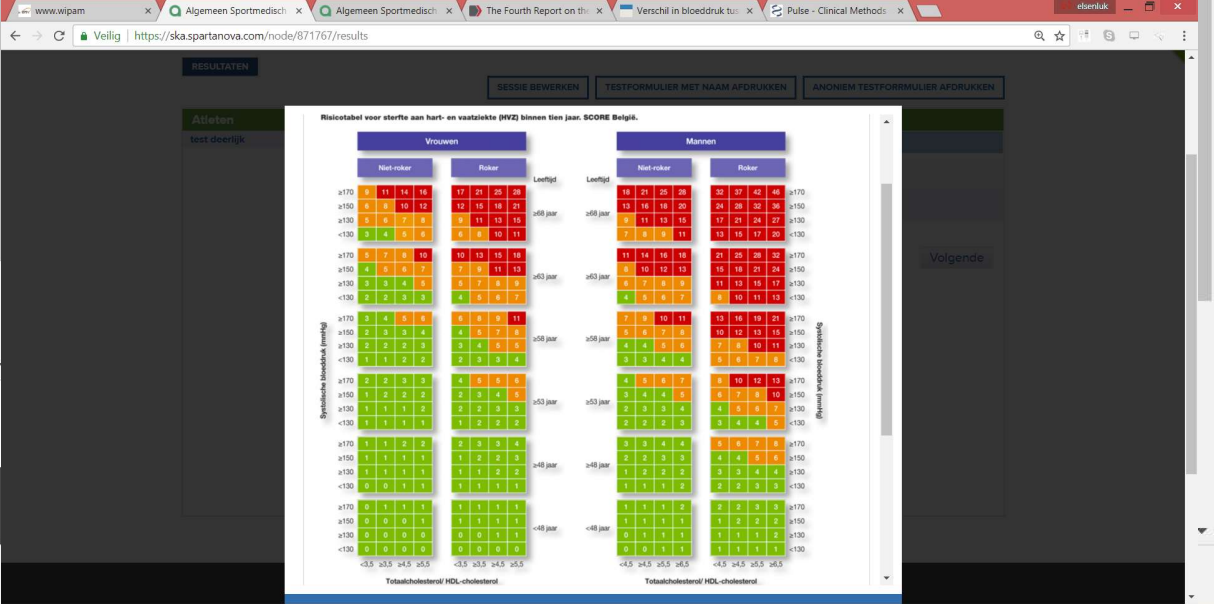 www.wipam
Algemeen Sportmedisch
Algemeen Sportmedisch
The Fourth Report on the
Verschil in bloeddruk tus
Pulse - Clinical Methods
elsenluk
Veilig https://ska.spartanova.com/node/871767/results
RESULTATEN
SESSIE BEWERKEN TESTFORMULIER MET NAAM AFDRUKKEN ANONIEM TESTFORRMULIER AFDRUKKEN
Atleten
test deerlijk
Volgende
Risicotabel voor sterfte aan hart- en vaatziekte (HVZ) binnen tien jaar. SCORE België.
Vrouwen Mannen
Niet-roker Roker Niet-roker Roker
Leeftijd Leeftijd
≥170 9 11 14 16 17 21 25 28 18 21 25 28 32 37 42 46 ≥170
≥150 6 8 10 12 12 15 18 21 13 16 18 20 24 28 32 36 ≥150
≥68 jaar ≥68 jaar
≥130 5 6 7 8 9 11 13 15 9 11 13 15 17 21 24 27 ≥130
<130 3 4 5 6 6 8 10 11 7 8 9 11 13 15 17 20 <130
≥170 5 7 8 10 10 13 15 18 11 14 16 18 21 25 28 32 ≥170
≥150 4 5 6 7 7 9 11 13 8 10 12 13 15 18 21 24 ≥150
≥63 jaar ≥63 jaar
≥130 3 3 4 5 5 7 8 9 6 7 8 9 11 13 15 17 ≥130
<130 2 2 3 3 4 5 6 7 4 5 6 7 8 10 11 13 <130
≥170 3 4 5 6 6 8 9 11 7 9 10 11 13 16 19 21 ≥170
≥150 2 3 3 4 4 5 7 8 5 6 7 8 10 12 13 15 ≥150
≥58 jaar ≥58 jaar
≥130 2 2 2 3 3 4 5 5 4 4 5 6 7 8 10 11 ≥130
<130 1 1 2 2 2 3 3 4 3 3 4 4 5 6 7 8 <130
≥170 2 2 3 3 4 5 5 6 4 5 6 7 8 10 12 13 ≥170
≥150 1 2 2 2 2 3 4 5 3 4 4 5 6 7 8 10 ≥150
≥53 jaar ≥53 jaar
≥130 1 1 1 2 2 2 3 3 2 3 3 4 4 5 6 7 ≥130
<130 1 1 1 1 1 2 2 2 2 2 2 3 3 4 4 5 <130
≥170 1 1 2 2 2 3 3 4 3 3 4 4 5 6 7 8 ≥170
≥150 1 1 1 1 1 2 2 3 2 2 3 3 4 4 5 6 ≥150
≥48 jaar ≥48 jaar
≥130 1 1 1 1 1 1 2 2 1 2 2 2 3 3 4 4 ≥130
<130 0 0 1 1 1 1 1 1 1 1 1 2 2 2 3 3 <130
≥170 0 1 1 1 1 1 1 1 1 1 1 2 2 2 3 3 ≥170
≥150 0 0 0 1 1 1 1 1 1 1 1 1 1 2 2 2 ≥150
<48 jaar <48 jaar
≥130 0 0 0 0 0 0 1 1 0 1 1 1 1 1 1 2 ≥130
<130 0 0 0 0 0 0 0 0 0 0 1 1 1 1 1 1 <130
<3,5 ≥3,5 ≥4,5 ≥5,5 <3,5 ≥3,5 ≥4,5 ≥5,5 <4,5 ≥4,5 ≥5,5 ≥6,5 <4,5 ≥4,5 ≥5,5 ≥6,5
Totaalcholesterol/ HDL-cholesterol Totaalcholesterol/ HDL-cholesterol
Systolische bloeddruk (mmHg)
Systolische bloeddruk (mmHg)